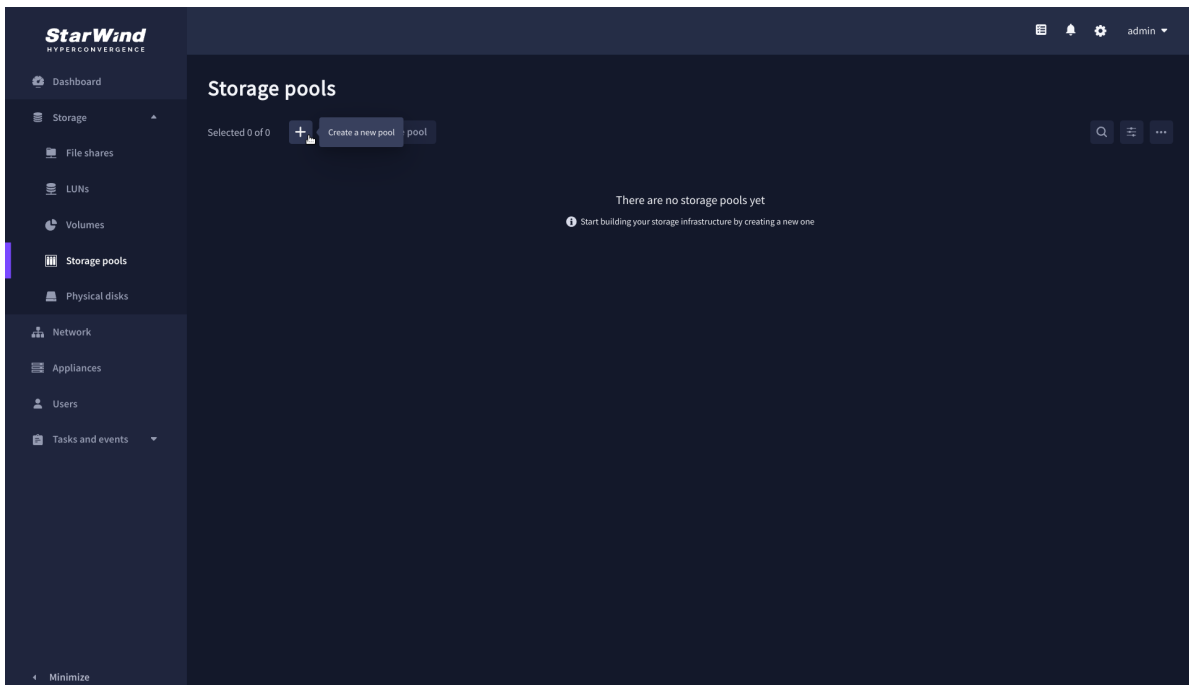 StarWind
HYPERCONVERGENCE
admin
Dashboard
Storage
File shares
LUNs
Volumes
Storage pools
Physical disks
Network
Appliances
Users
Tasks and events
Minimize
Storage pools
Selected 0 of 0
Create a new pool
pool
There are no storage pools yet
Start building your storage infrastructure by creating a new one